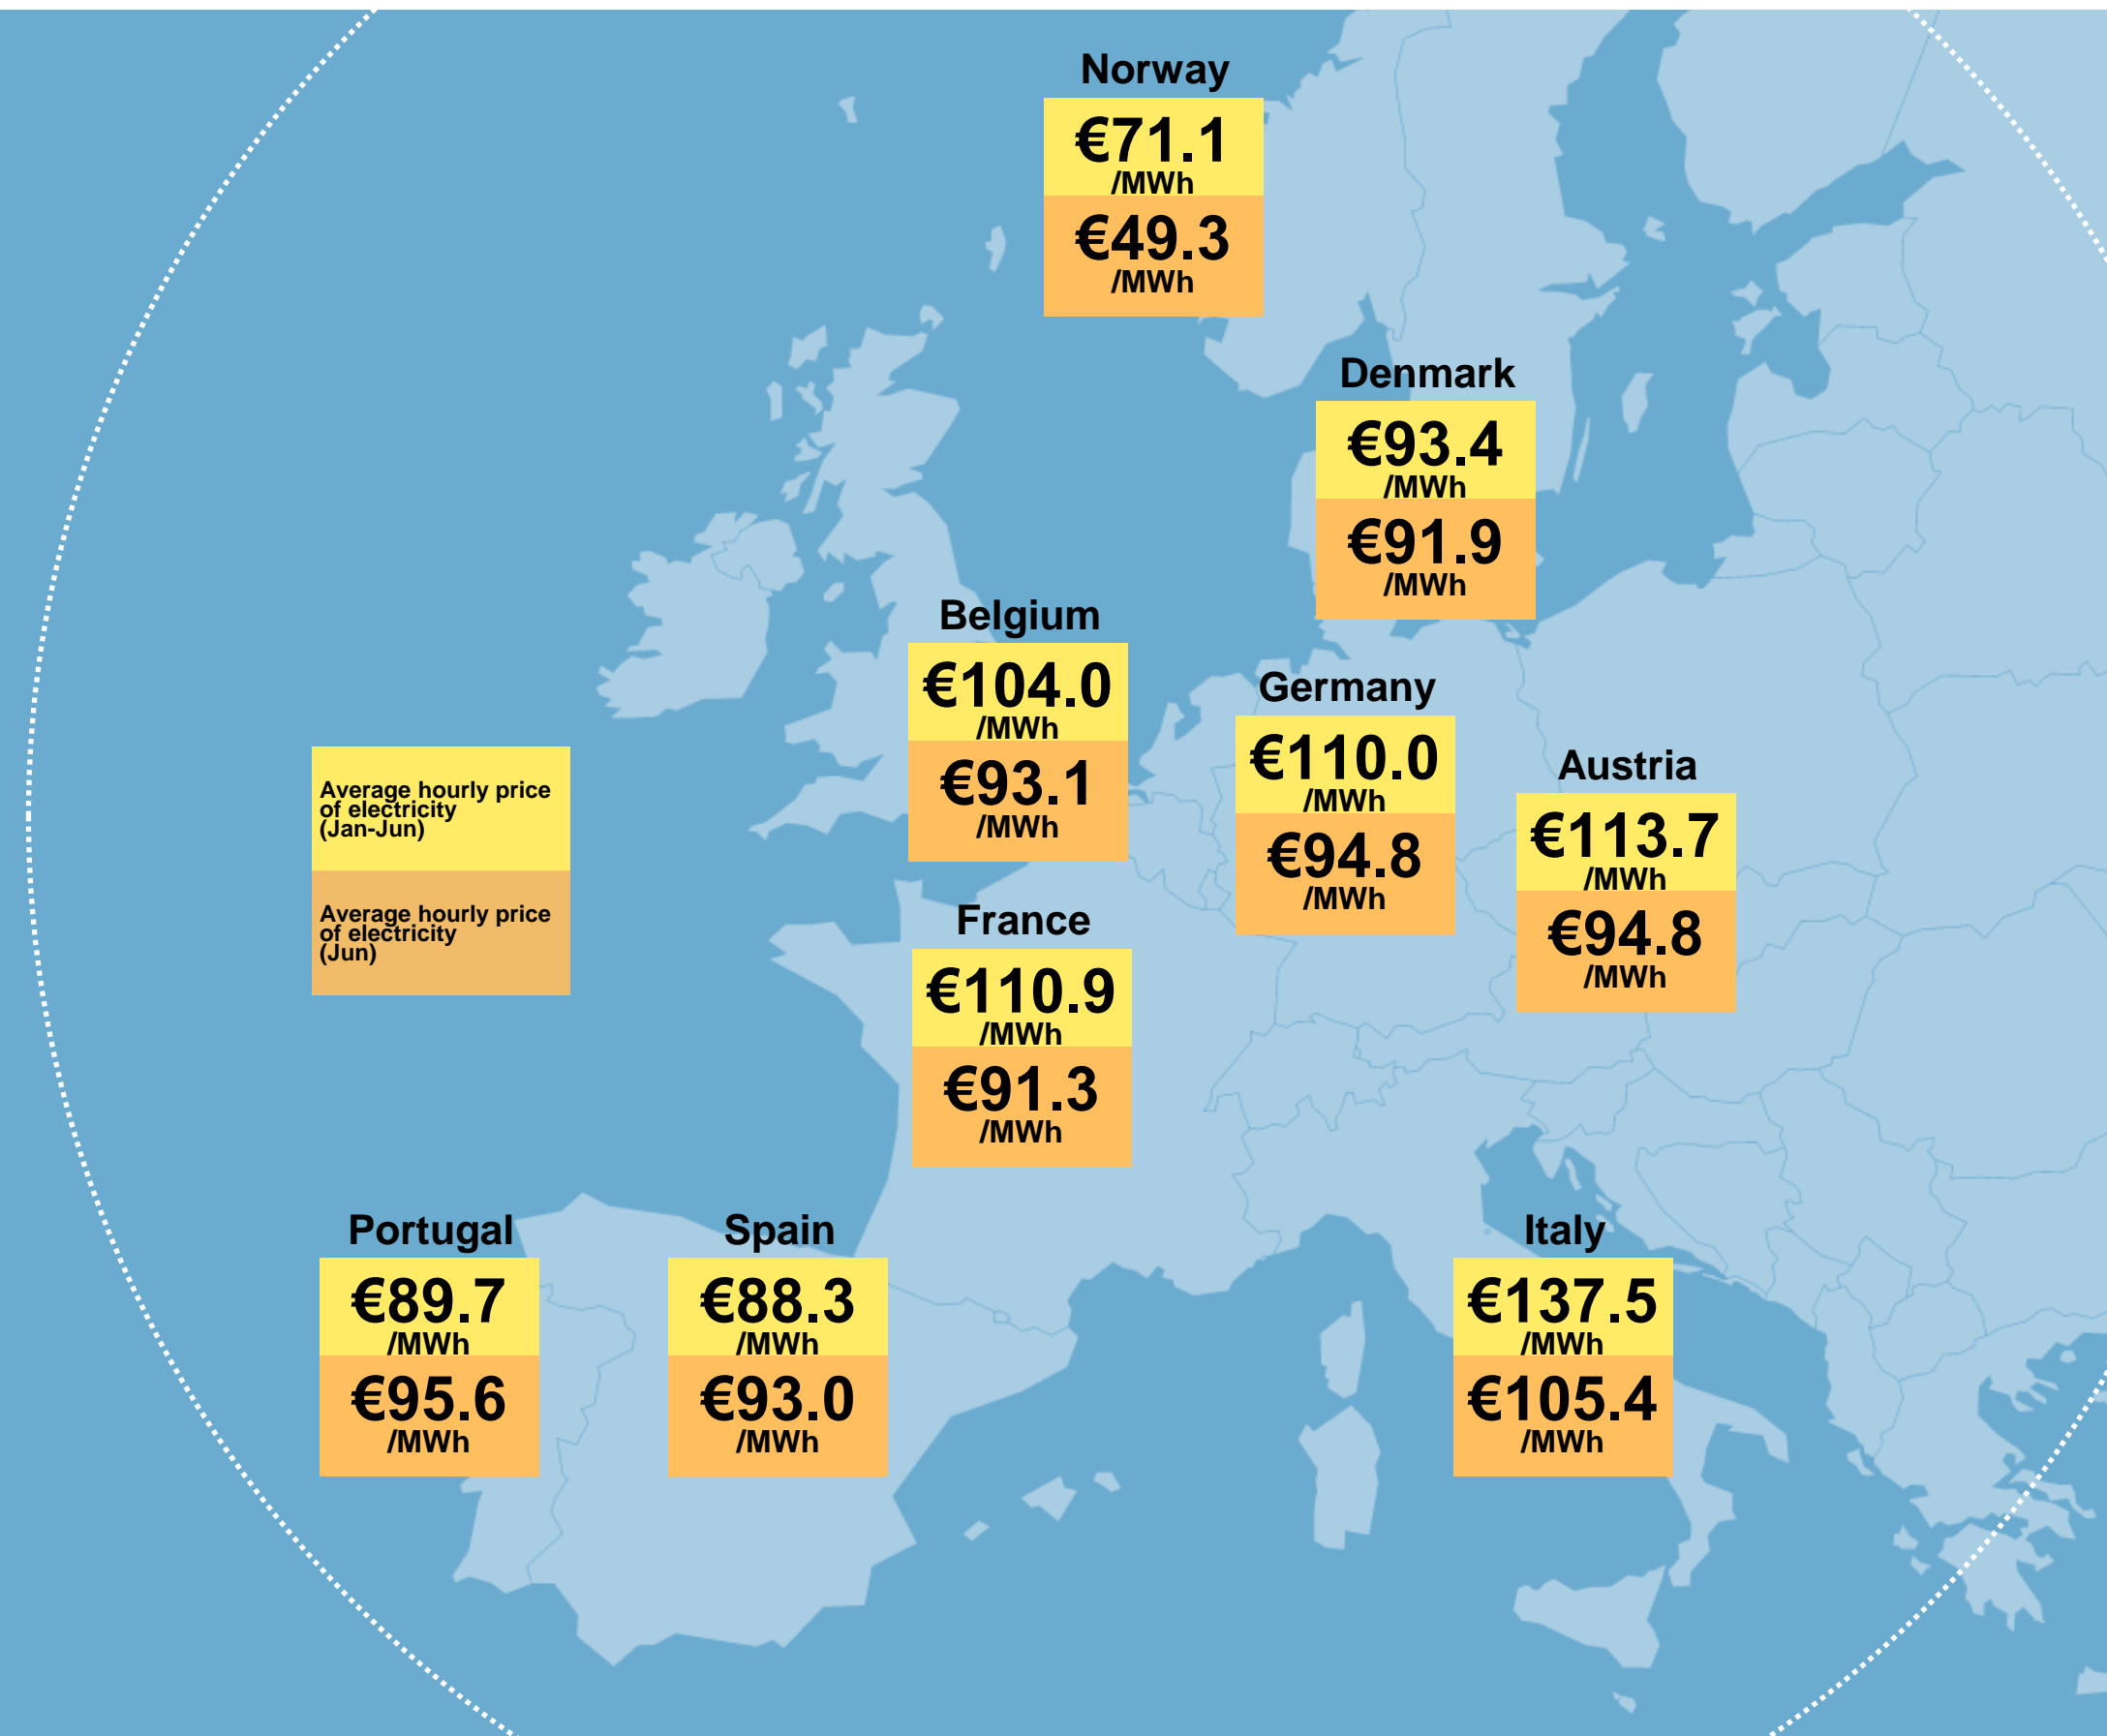 Norway
€71.1
/MWh
€49.3
/MWh
Denmark
€93.4
/MWh
€91.9
/MWh
Belgium
€104.0
/MWh
€93.1
/MWh
Germany
€110.0
/MWh
€94.8
/MWh
Austria
€113.7
/MWh
€94.8
/MWh
Average hourly price
of electricity
(Jan-Jun)
Average hourly price
of electricity
(Jun)
France
€110.9
/MWh
€91.3
/MWh
Portugal
€89.7
/MWh
€95.6
/MWh
Spain
€88.3
/MWh
€93.0
/MWh
Italy
€137.5
/MWh
€105.4
/MWh